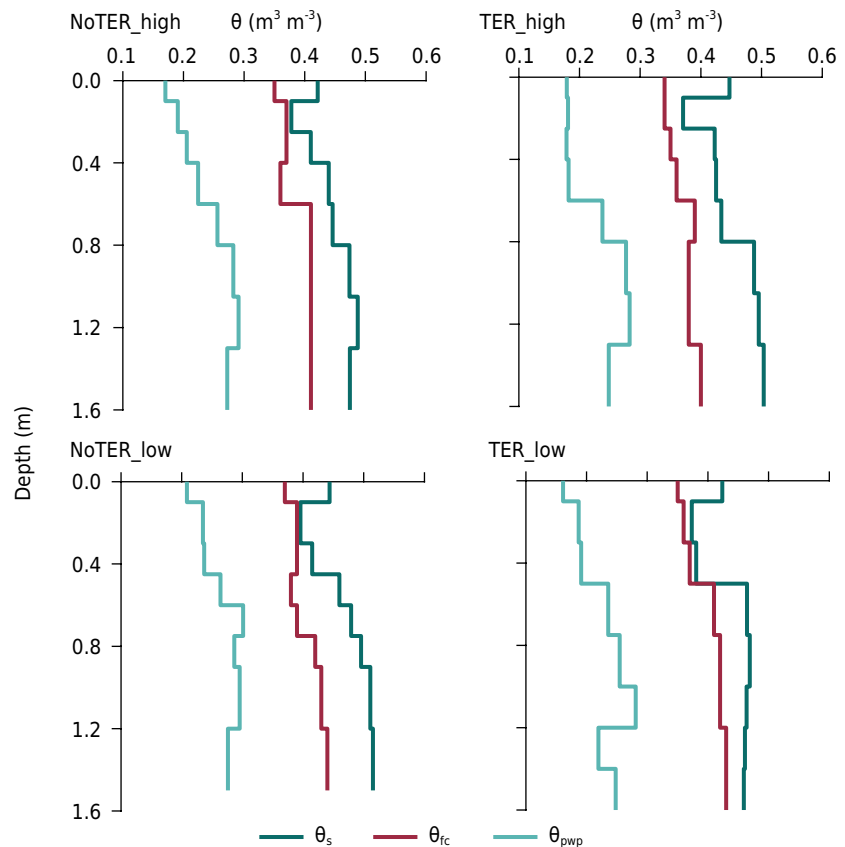 NoTER_high θ (m³ m⁻³)
0.1 0.2 0.3 0.4 0.5 0.6
0.0
0.4
0.8
1.2
1.6
TER_high θ (m³ m⁻³)
0.1 0.2 0.3 0.4 0.5 0.6
Depth (m)
NoTER_low
0.0
0.4
0.8
1.2
1.6
TER_low
θs θfc θpwp